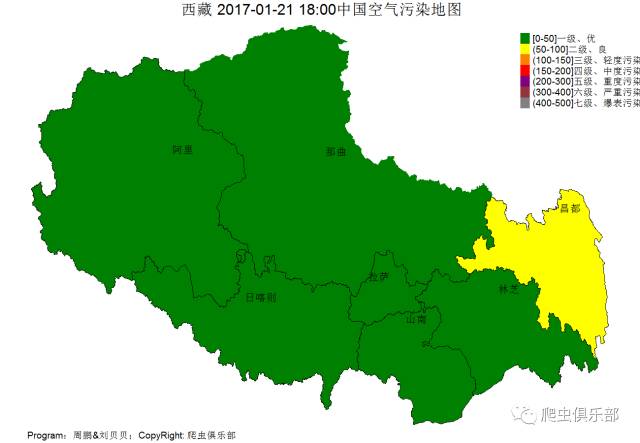 西藏 2017-01-21 18:00中国空气污染地图
[0-50]一级、优
(50-100]二级、良
(100-150]三级、轻度污染
(150-200]四级、中度污染
(200-300]五级、重度污染
(300-400]六级、严重污染
(400-500]七级、爆表污染
阿里
那曲
昌都
拉萨
林芝
日喀则
山南
爬虫俱乐部
Program：周鹏&刘贝贝；CopyRight: 爬虫俱乐部